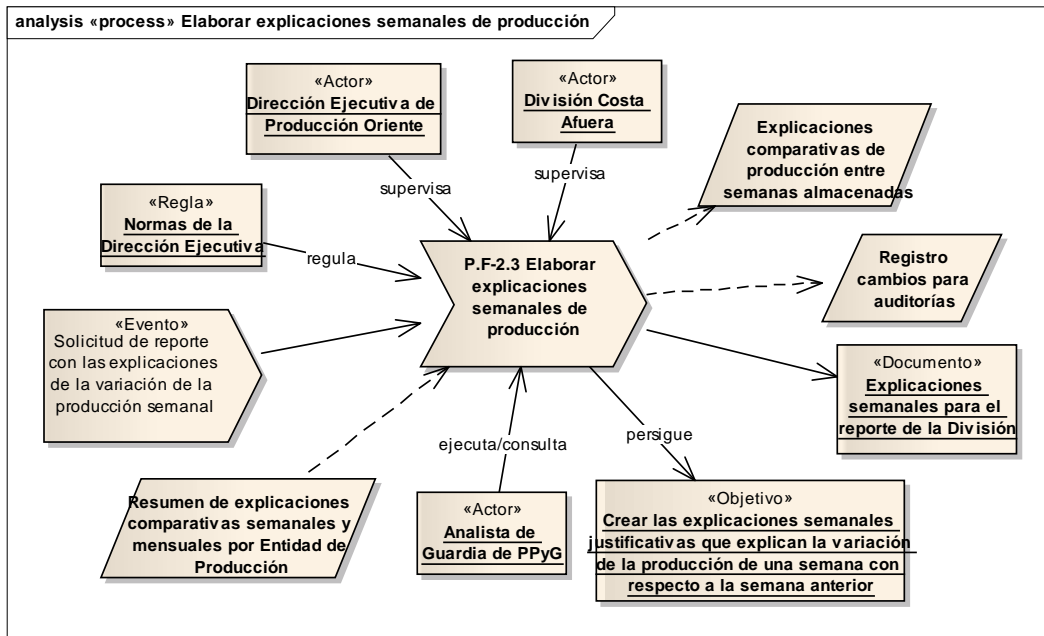 analysis «process» Elaborar explicaciones semanales de producción
«Actor»
Dirección Ejecutiva de
Producción Oriente
«Actor»
División Costa
Afuera
Explicaciones
comparativas de
producción entre
semanas almacenadas
supervisa
supervisa
«Regla»
Normas de la
Dirección Ejecutiva
regula
P.F-2.3 Elaborar
explicaciones
semanales de
producción
Registro
cambios para
auditorías
«Evento»
Solicitud de reporte
con las explicaciones
de la variación de la
producción semanal
«Documento»
Explicaciones
semanales para el
reporte de la División
ejecuta/consulta
persigue
Resumen de explicaciones
comparativas semanales y
mensuales por Entidad de
Producción
«Actor»
Analista de
Guardia de PPyG
«Objetivo»
Crear las explicaciones semanales
justificativas que explican la variación
de la producción de una semana con
respecto a la semana anterior